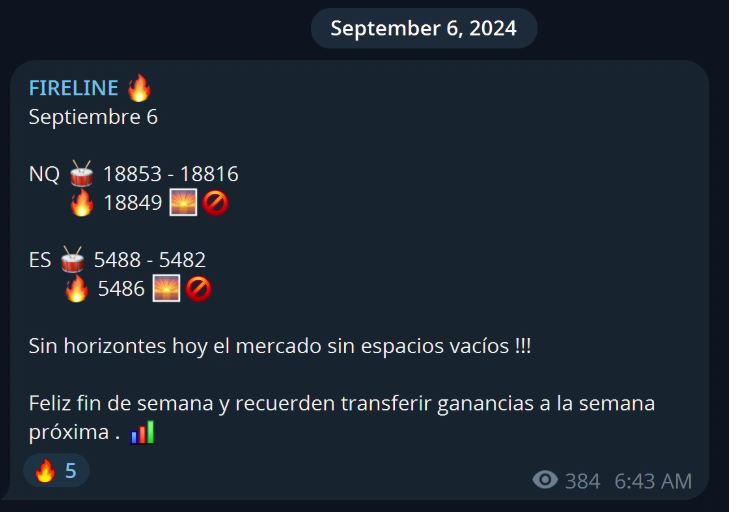 September 6, 2024
FIRELINE 🔥
Septiembre 6
NQ 🥁 18853 - 18816
🔥 18849 🌅🚫
ES 🥁 5488 - 5482
🔥 5486 🌅🚫
Sin horizontes hoy el mercado sin espacios vacíos !!!
Feliz fin de semana y recuerden transferir ganancias a la semana
próxima . 📊
🔥 5
384 6:43 AM